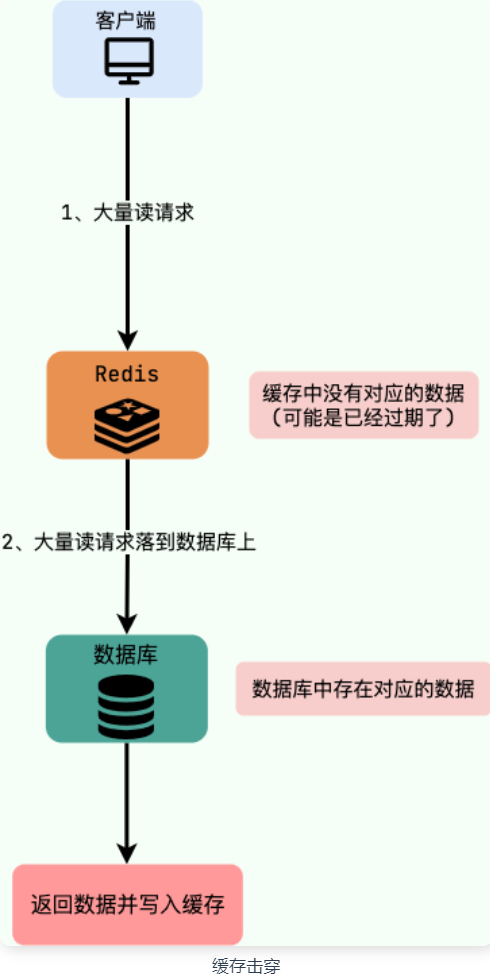 客户端
1、大量读请求
Redis
缓存中没有对应的数据
（可能是已经过期了）
2、大量读请求落到数据库上
数据库
数据库中存在对应的数据
返回数据并写入缓存
缓存击穿